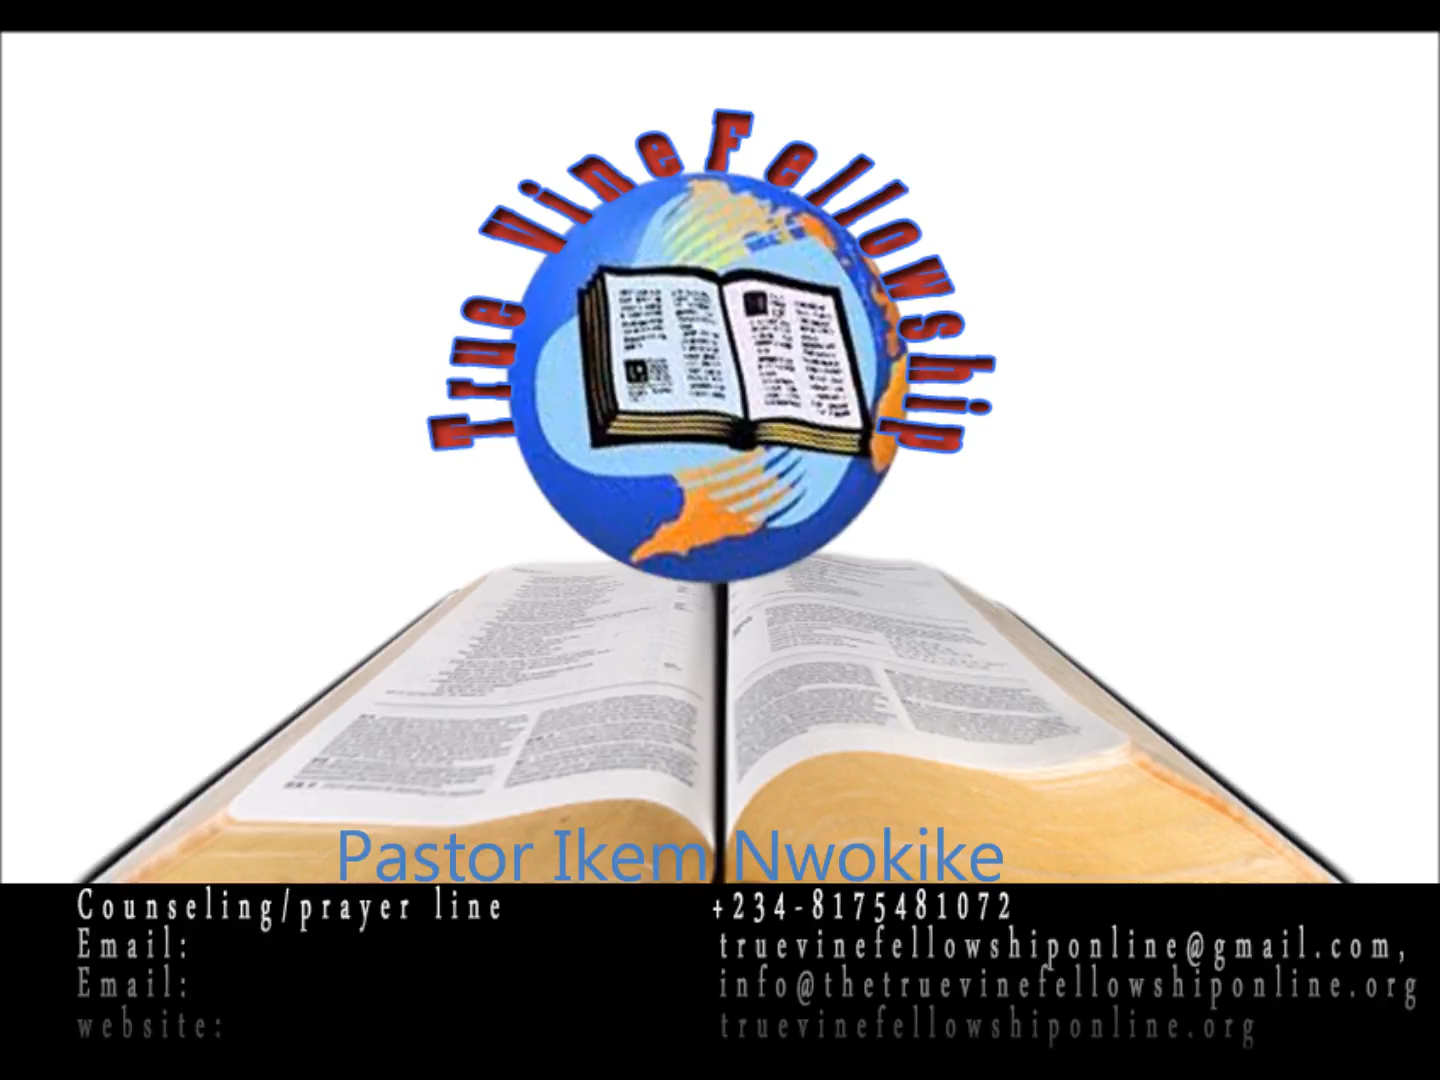 True Vine Fellowship
Pastor Ikem Nwokike
Counseling/prayer line +234-8175481072
Email: truevinefellowshiponline@gmail.com,
Email: info@thetruevinefellowshiponline.org
website: truevinefellowshiponline.org